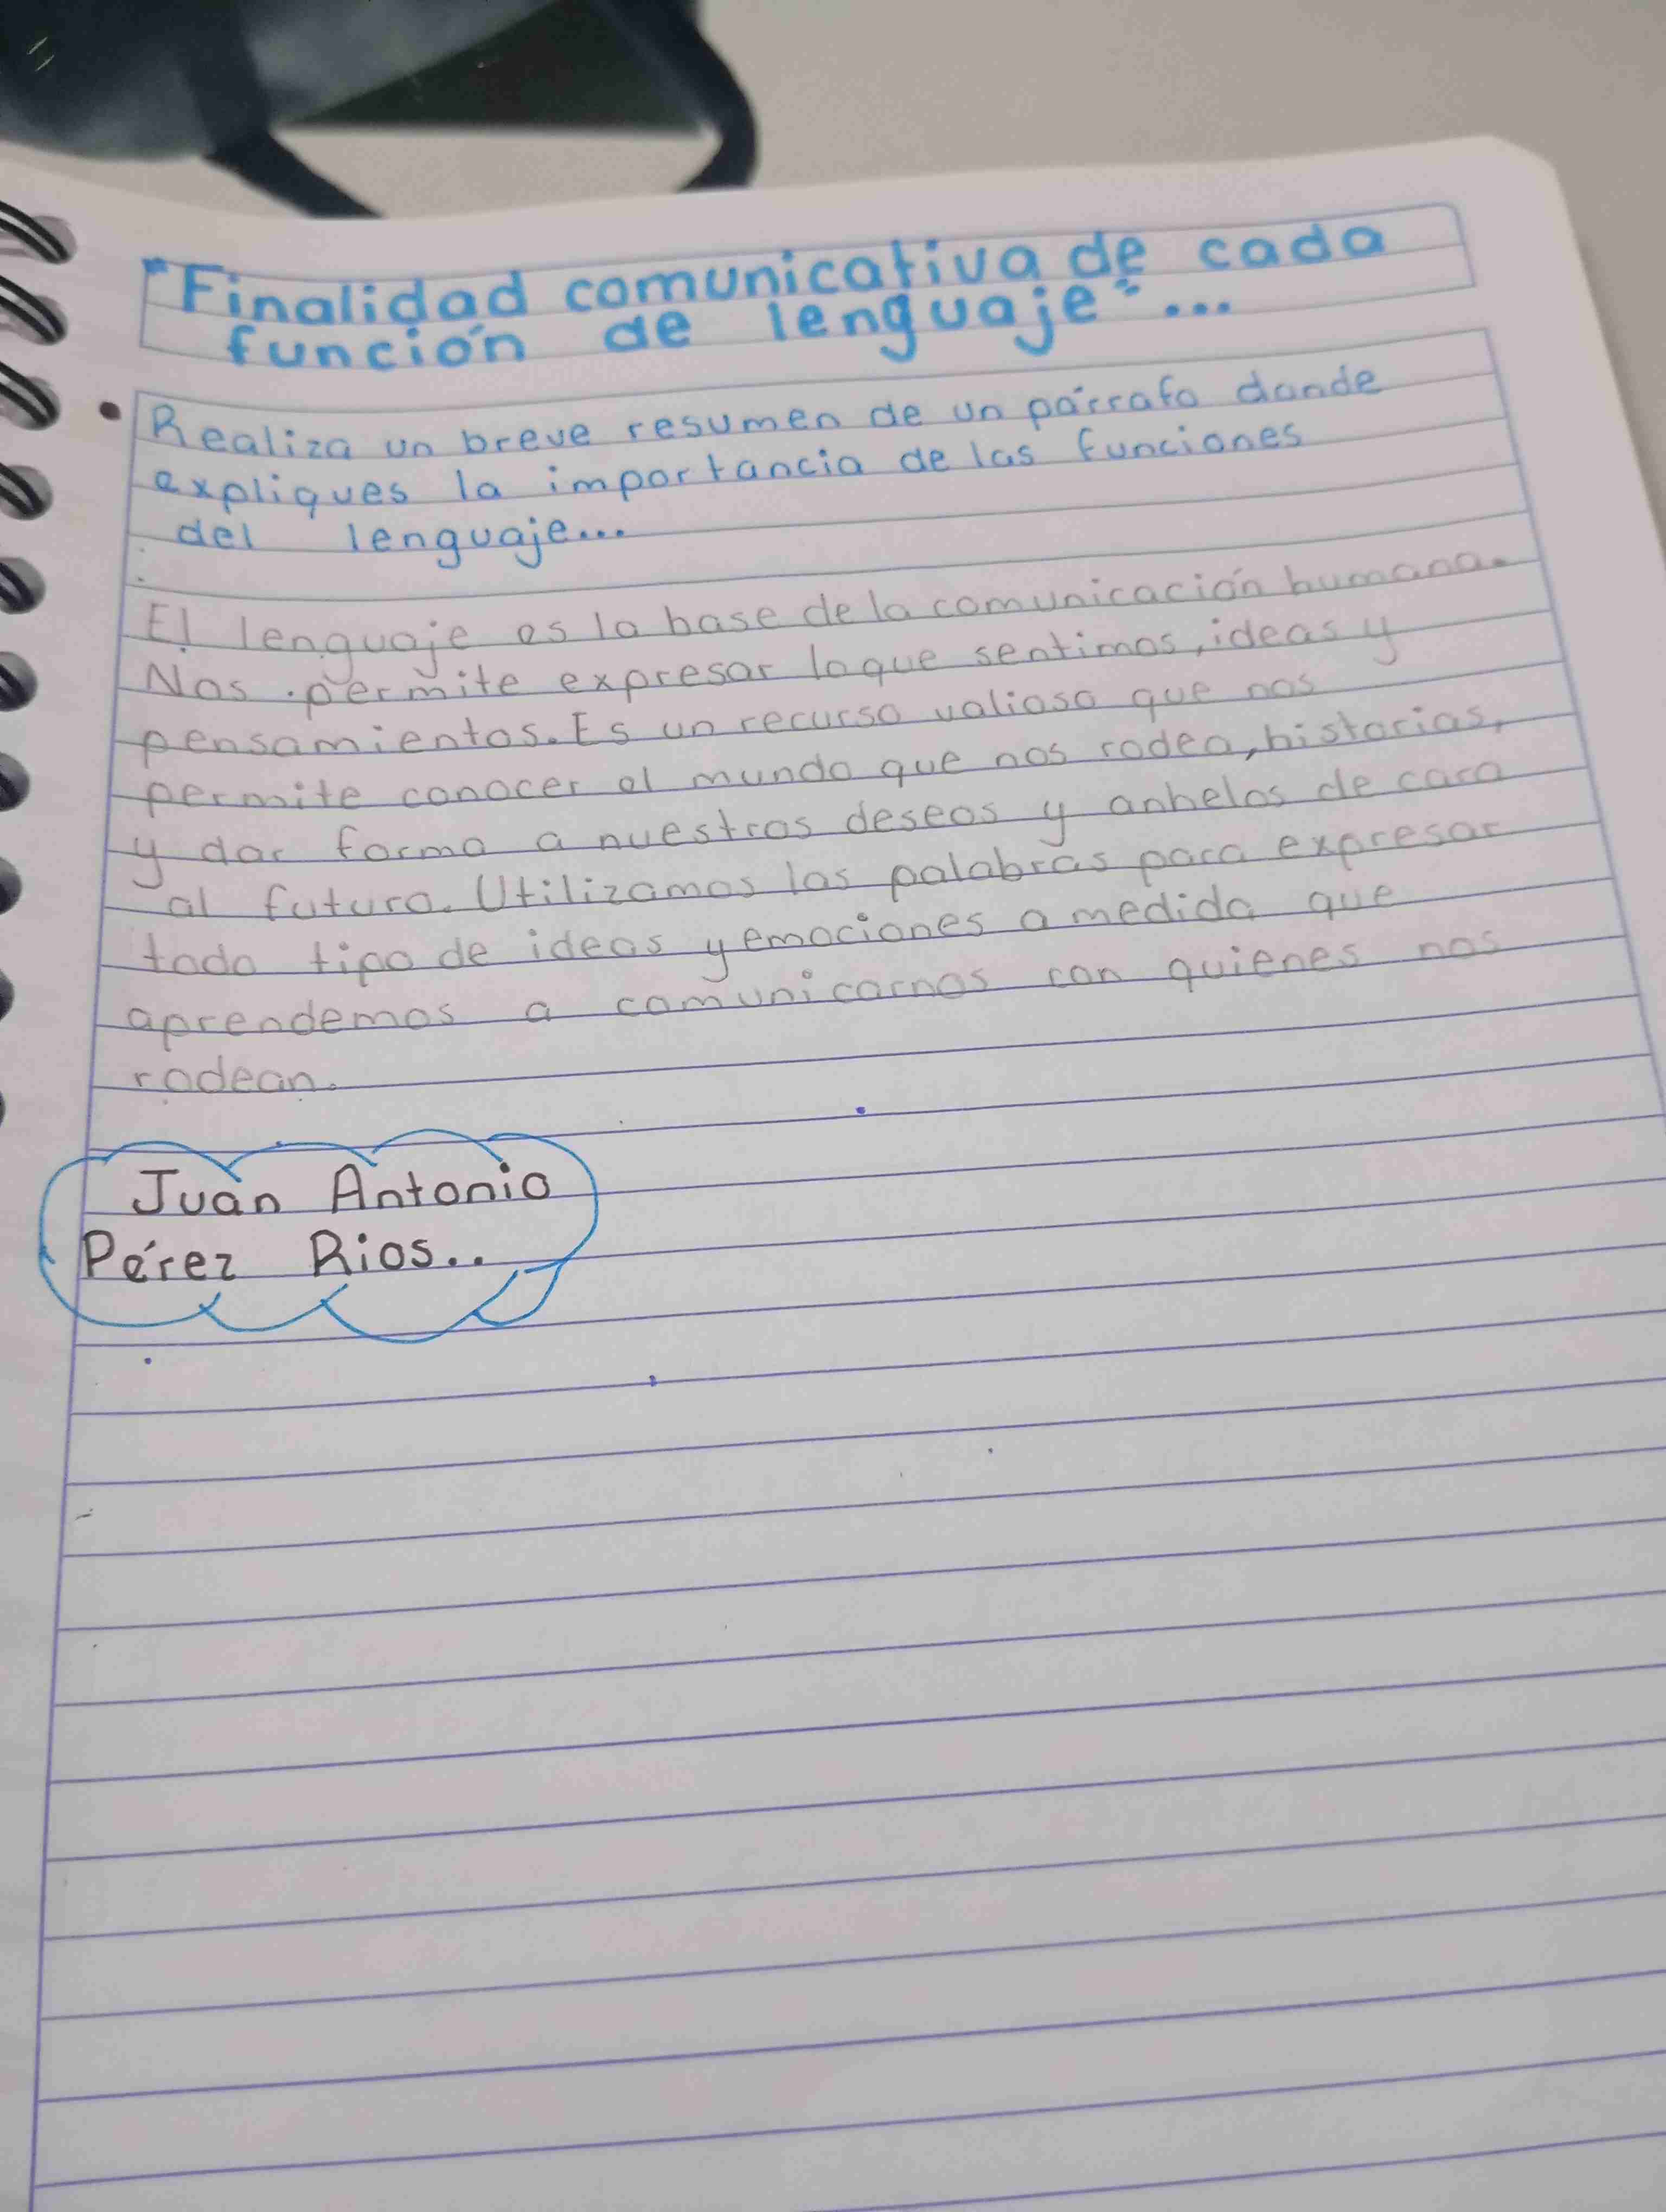 "Finalidad comunicativa de cada
función de lenguaje"...
• Realiza un breve resumen de un párrafo donde
expliques la importancia de las funciones
del lenguaje...
El lenguaje es la base de la comunicación humana.
Nos permite expresar lo que sentimos, ideas y
pensamientos. Es un recurso valioso que nos
permite conocer el mundo que nos rodea, historias,
y dar forma a nuestros deseos y anhelos de cara
al futuro. Utilizamos las palabras para expresar
todo tipo de ideas y emociones a medida que
aprendemos a comunicarnos con quienes nos
rodean.
Juan Antonio
Pérez Rios..